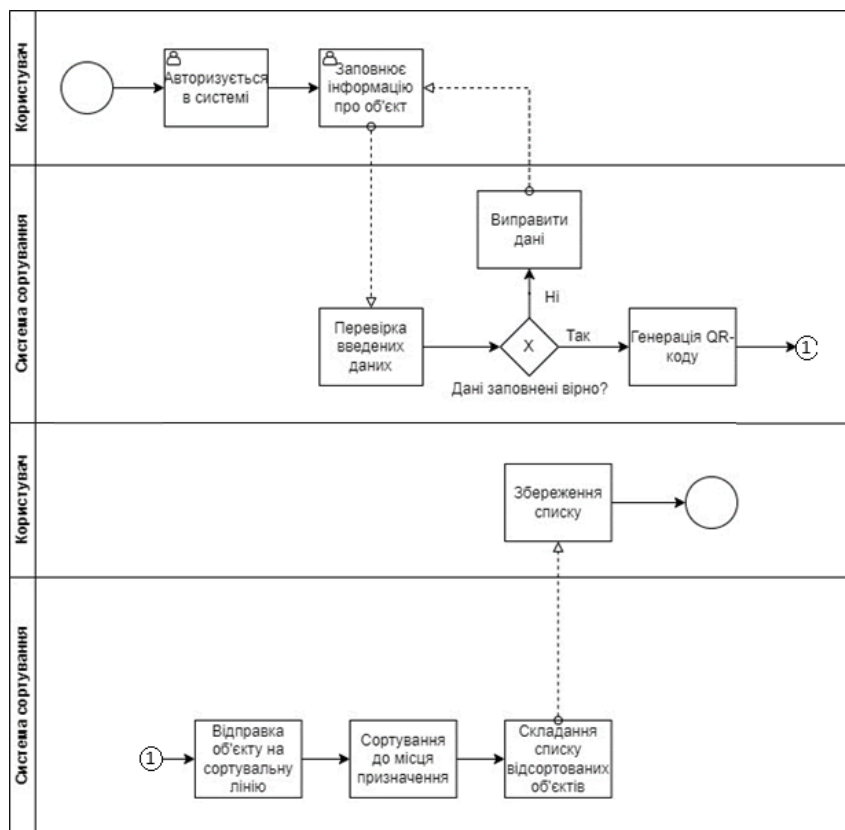 Користувач
Авторизується
в системі
Заповнює
інформацію
про об'єкт
Система сортування
Виправити
дані
Ні
Перевірка
введених
даних
X
Так
Дані заповнені вірно?
Генерація QR-
коду
1
Користувач
Збереження
списку
Система сортування
1
Відправка
об'єкту на
сортувальну
лінію
Сортування
до місця
призначення
Складання
списку
відсортованих
об'єктів